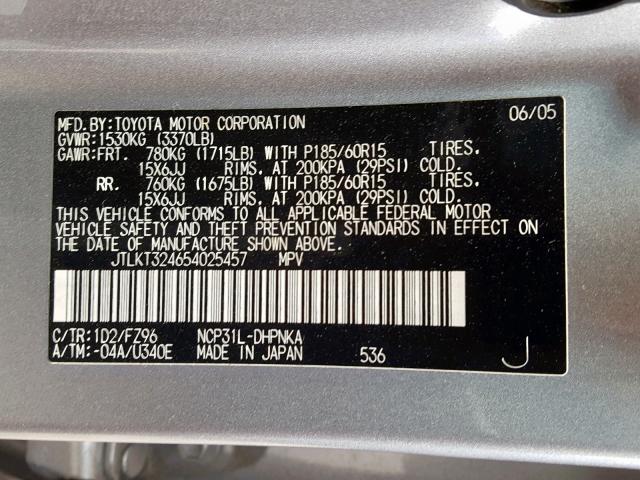 MFD.BY:TOYOTA MOTOR CORPORATION 06/05
GVWR:1530KG (3370LB)
GAWR:FRT. 780KG (1715LB) WITH P185/60R15 TIRES.
15X6JJ RIMS. AT 200KPA (29PSI) COLD.
RR. 760KG (1675LB) WITH P185/60R15 TIRES.
15X6JJ RIMS. AT 200KPA (29PSI) COLD.
THIS VEHICLE CONFORMS TO ALL APPLICABLE FEDERAL MOTOR
VEHICLE SAFETY AND THEFT PREVENTION STANDARDS IN EFFECT ON
THE DATE OF MANUFACTURE SHOWN ABOVE.
JTLKT324654025457 MPV
C/TR:1D2/FZ96 NCP31L-DHPNKA
A/TM:-04A/U340E MADE IN JAPAN 536 J